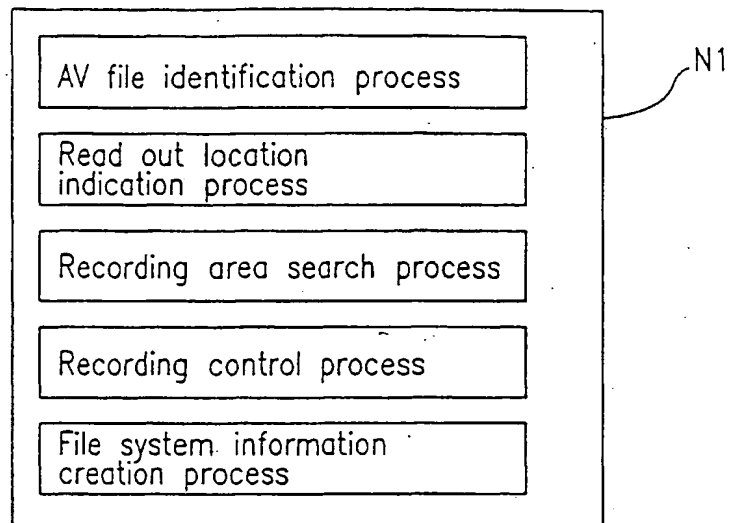 AV file identification process
N1
Read out location
indication process
Recording area search process
Recording control process
File system information
creation process